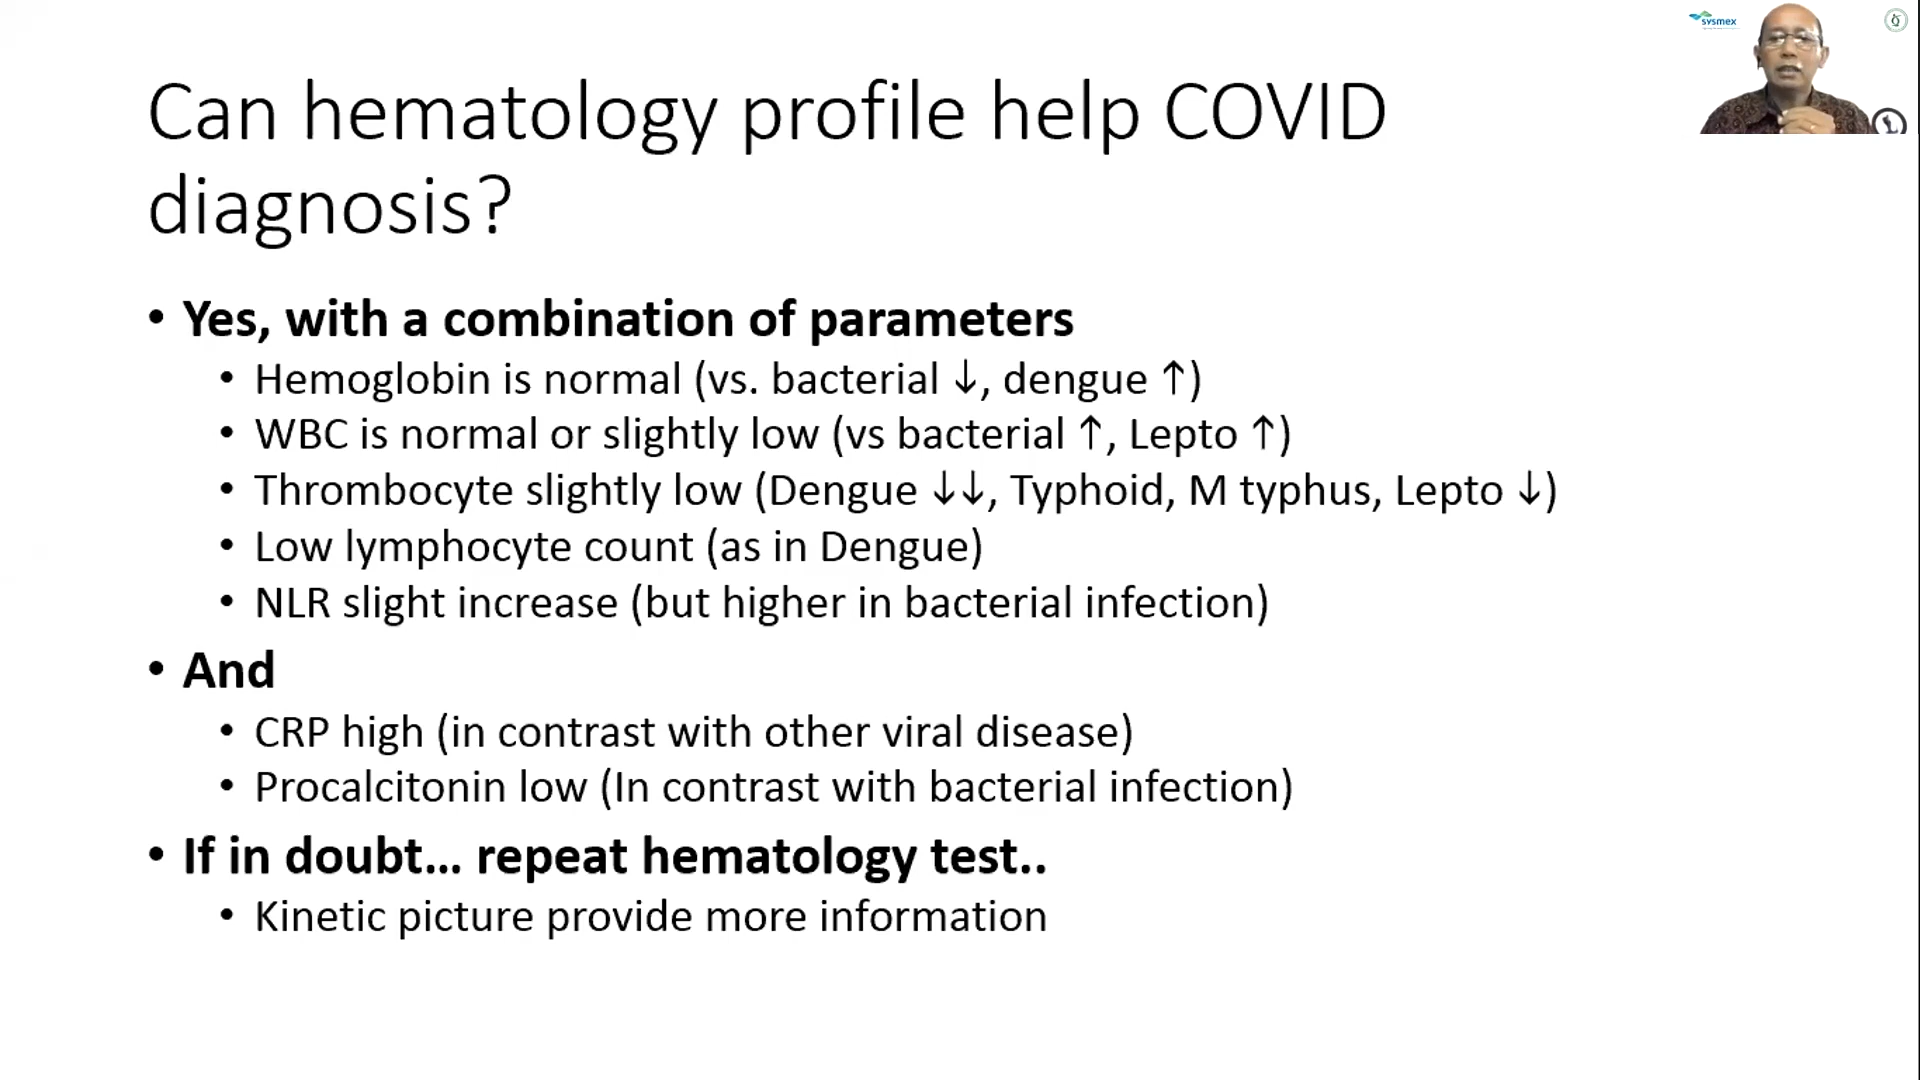 sysmex
Can hematology profile help COVID
diagnosis?
• Yes, with a combination of parameters
• Hemoglobin is normal (vs. bacterial ↓, dengue ↑)
• WBC is normal or slightly low (vs bacterial ↑, Lepto ↑)
• Thrombocyte slightly low (Dengue ↓↓, Typhoid, M typhus, Lepto ↓)
• Low lymphocyte count (as in Dengue)
• NLR slight increase (but higher in bacterial infection)
• And
• CRP high (in contrast with other viral disease)
• Procalcitonin low (In contrast with bacterial infection)
• If in doubt... repeat hematology test..
• Kinetic picture provide more information